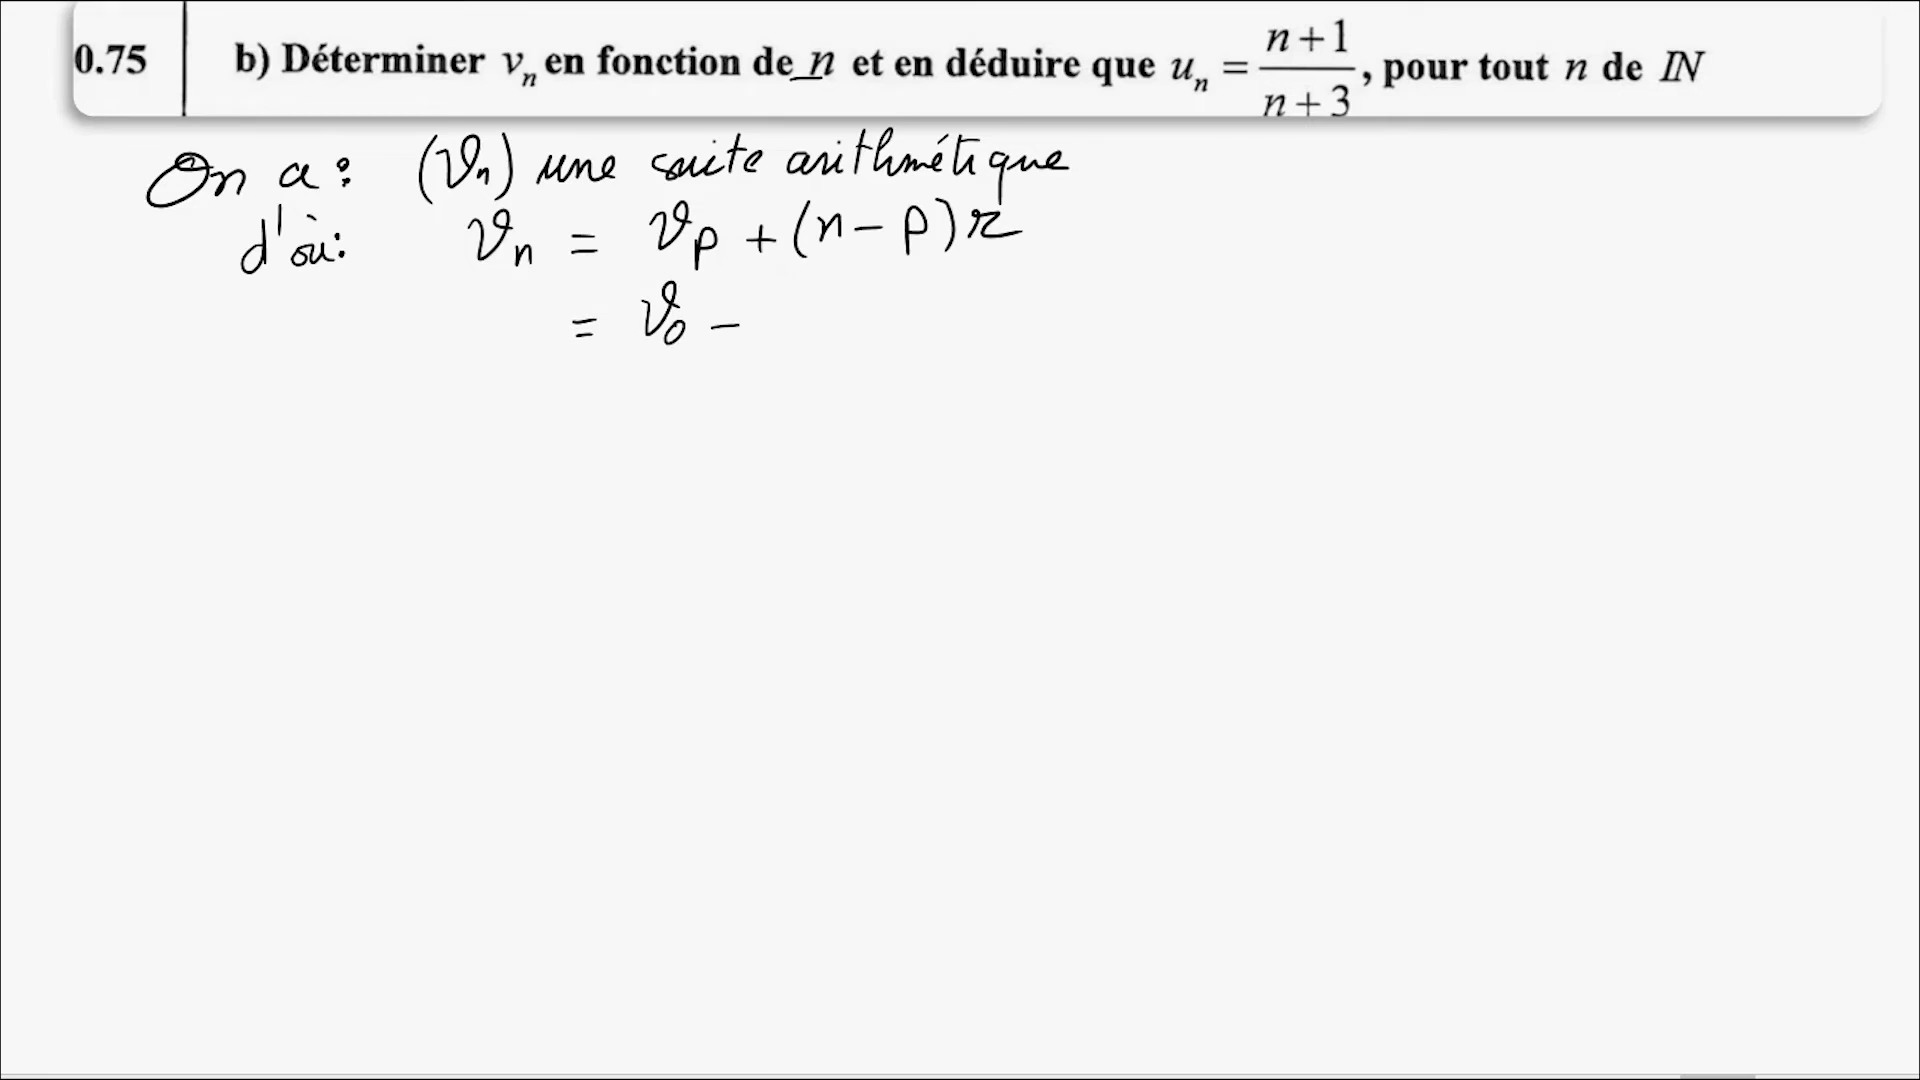 0.75 b) Déterminer vₙ en fonction de n et en déduire que uₙ = (n+1)/(n+3), pour tout n de ℕ
On a : (vₙ) une suite arithmétique
d'où : vₙ = vₚ + (n - p) r
= v₀ -